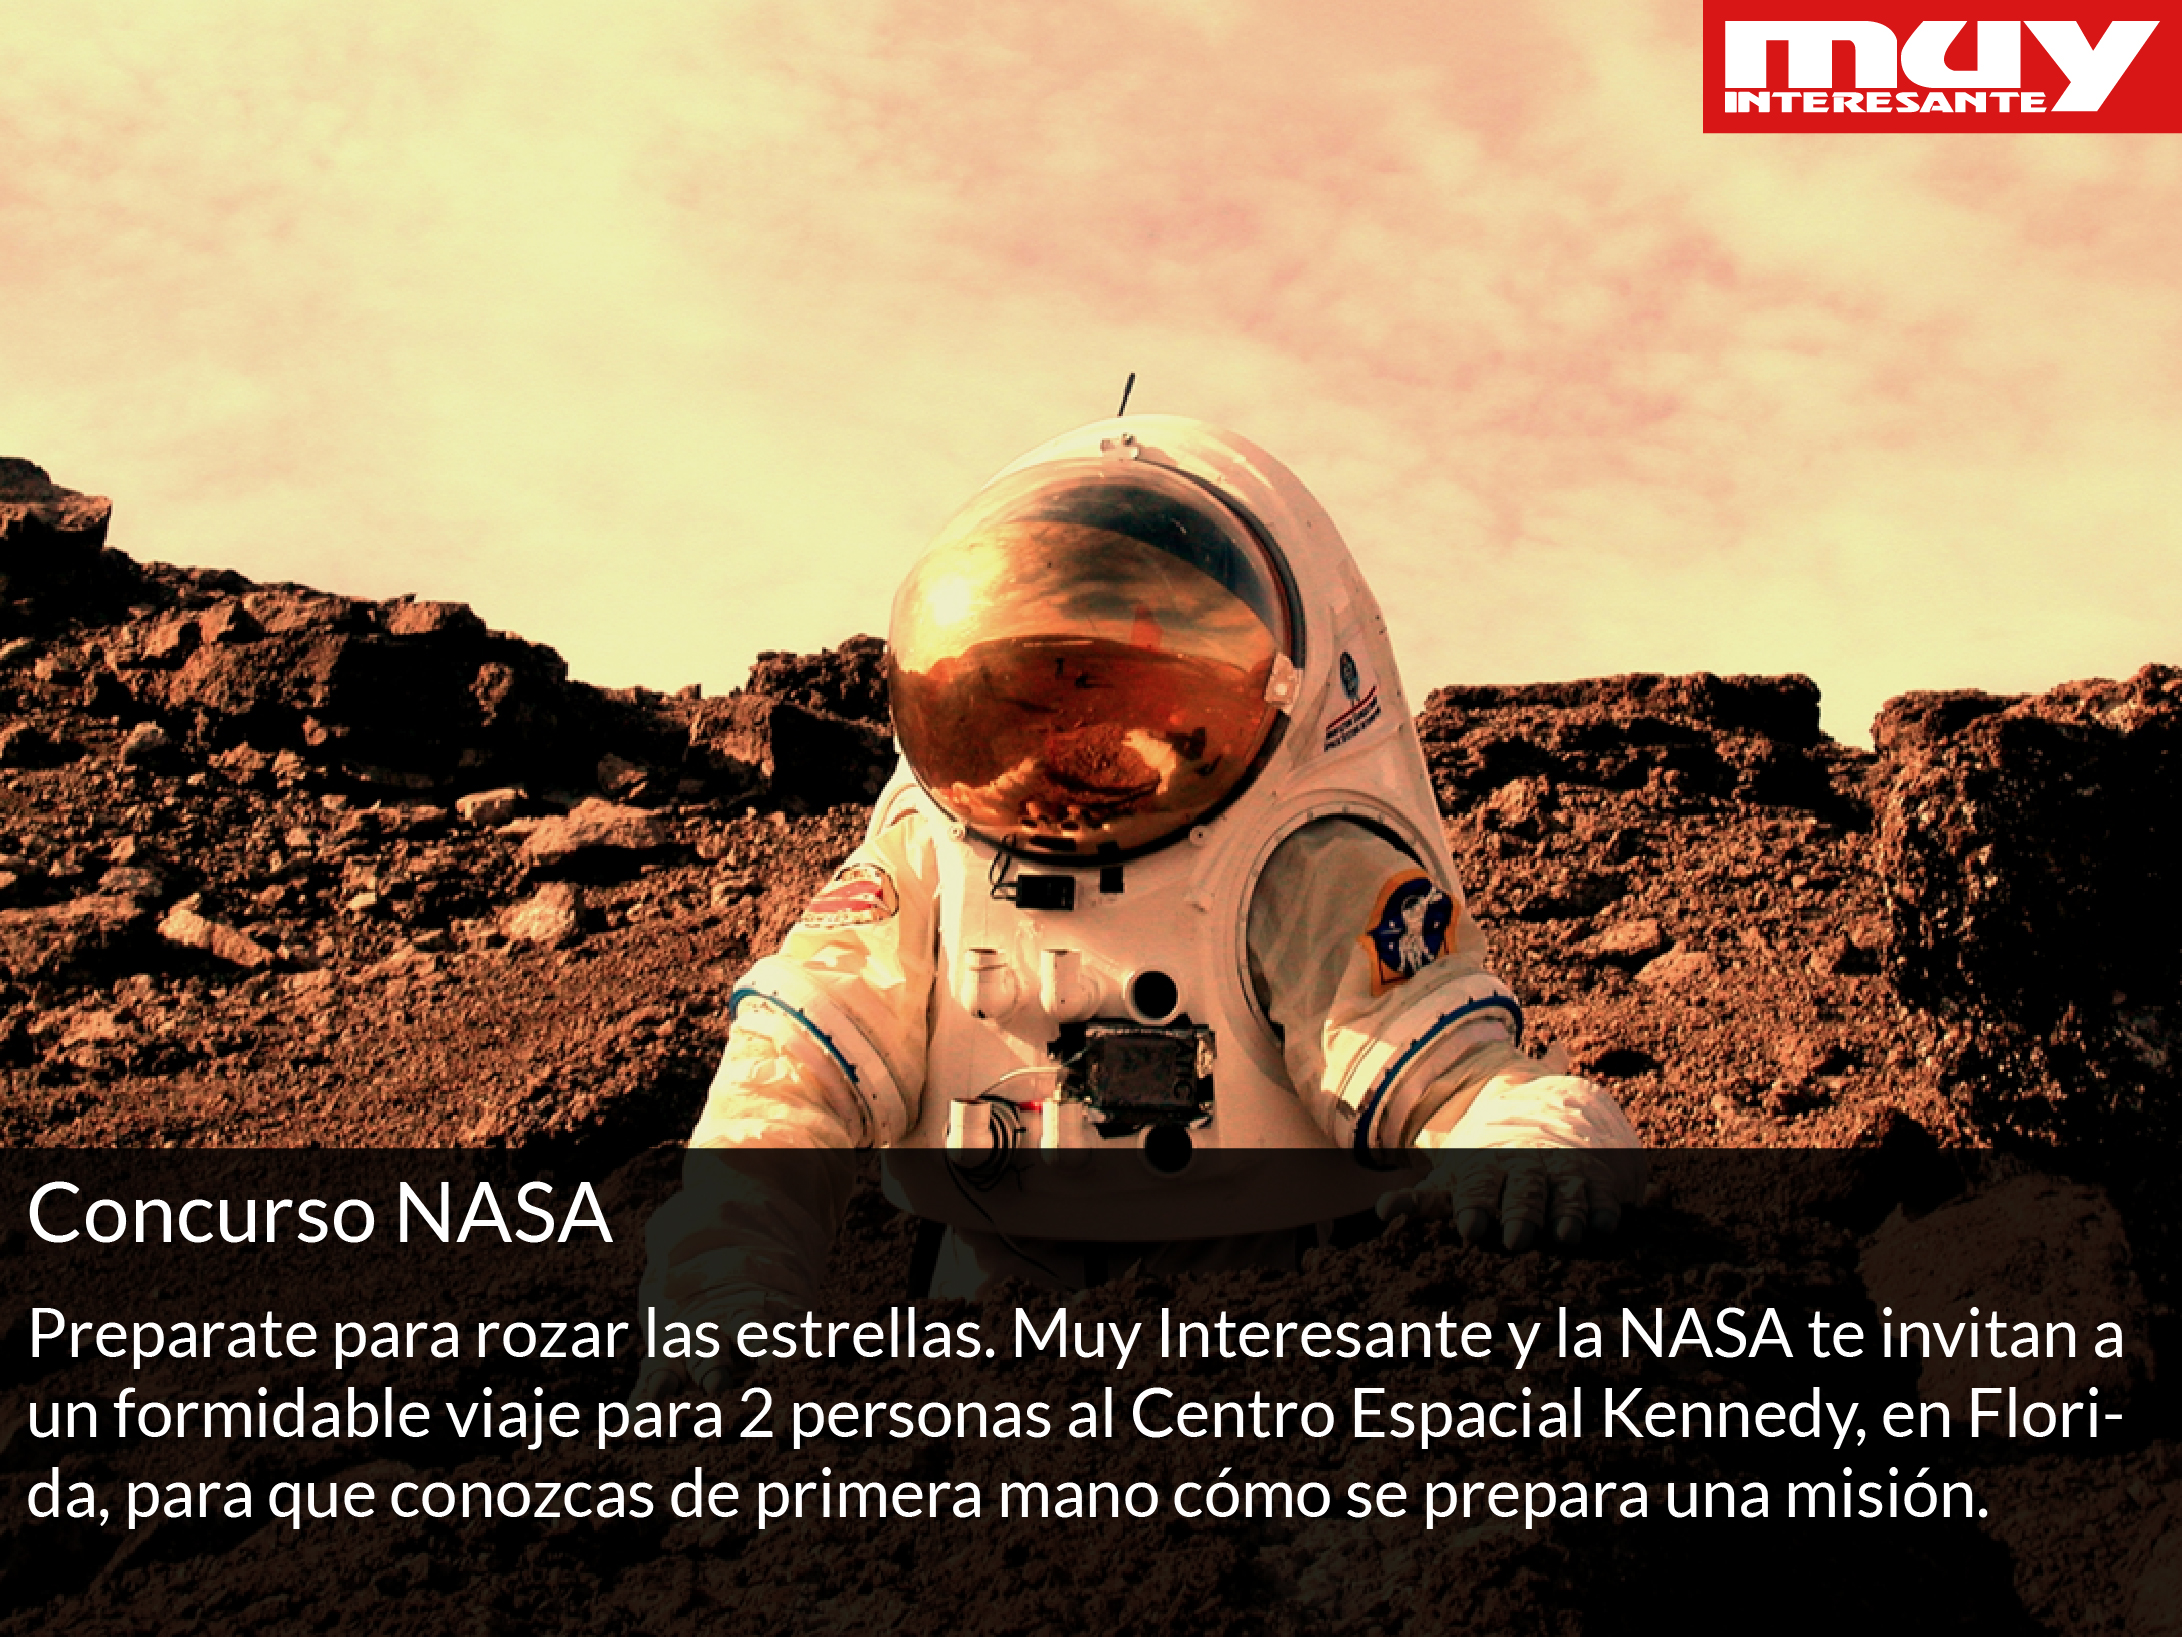 muy
INTERESANTE
Concurso NASA
Preparate para rozar las estrellas. Muy Interesante y la NASA te invitan a
un formidable viaje para 2 personas al Centro Espacial Kennedy, en Flori-
da, para que conozcas de primera mano cómo se prepara una misión.